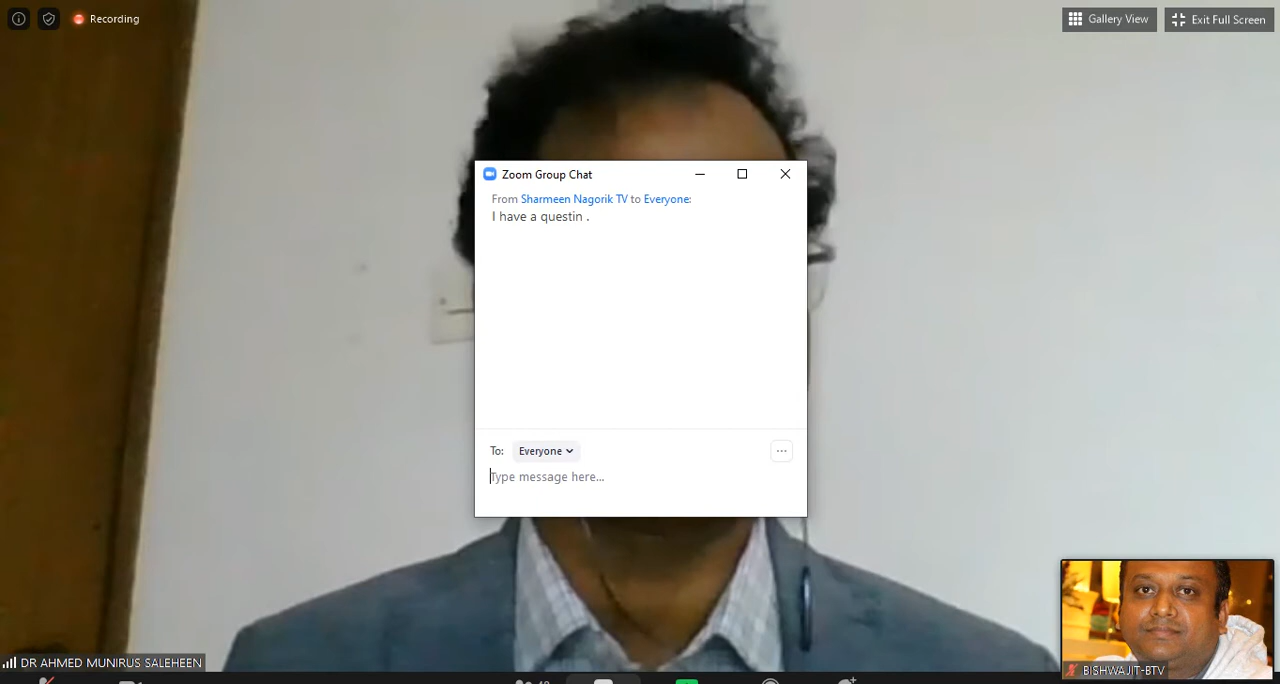 Recording
Gallery View
Exit Full Screen
Zoom Group Chat
From Sharmeen Nagorik TV to Everyone:
I have a questin .
To: Everyone
Type message here...
DR AHMED MUNIRUS SALEHEEN
BISHWAJIT-BTV